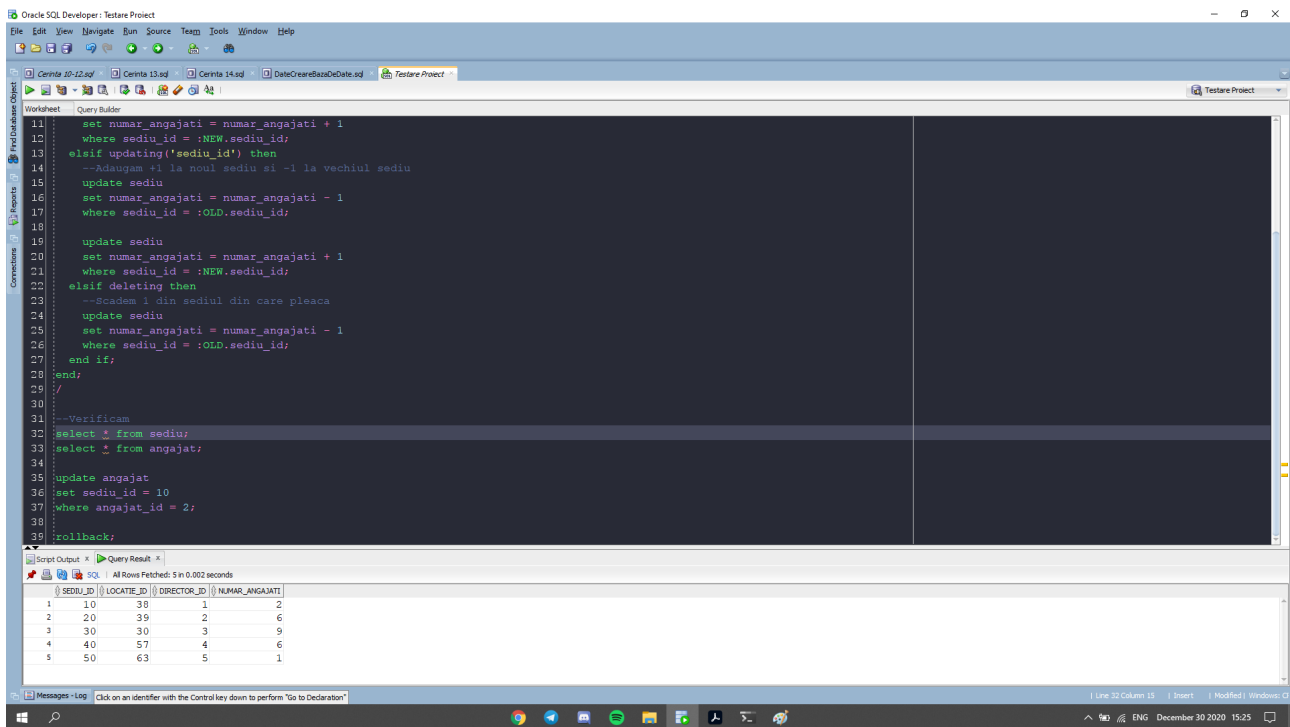 Oracle SQL Developer : Testare Proiect
File Edit View Navigate Run Source Team Tools Window Help
Cerinta 10-12.sql Cerinta 13.sql Cerinta 14.sql DateCreareBazaDeDate.sql Testare Proiect
Testare Proiect
Worksheet Query Builder
Find Database Object
Reports
Connections
11 set numar_angajati = numar_angajati + 1
12 where sediu_id = :NEW.sediu_id;
13 elsif updating('sediu_id') then
14 --Adaugam +1 la noul sediu si -1 la vechiul sediu
15 update sediu
16 set numar_angajati = numar_angajati - 1
17 where sediu_id = :OLD.sediu_id;
18
19 update sediu
20 set numar_angajati = numar_angajati + 1
21 where sediu_id = :NEW.sediu_id;
22 elsif deleting then
23 --Scadem 1 din sediul din care pleaca
24 update sediu
25 set numar_angajati = numar_angajati - 1
26 where sediu_id = :OLD.sediu_id;
27 end if;
28 end;
29 /
30
31 --Verificam
32 select * from sediu;
33 select * from angajat;
34
35 update angajat
36 set sediu_id = 10
37 where angajat_id = 2;
38
39 rollback;
Script Output x Query Result x
SQL | All Rows Fetched: 5 in 0.002 seconds
SEDIU_ID LOCATIE_ID DIRECTOR_ID NUMAR_ANGAJATI
1 10 38 1 2
2 20 39 2 6
3 30 30 3 9
4 40 57 4 6
5 50 63 5 1
Messages - Log Click on an identifier with the Control key down to perform "Go to Declaration" | Line 32 Column 15 | Insert | Modified | Windows: Cl
ENG December 30 2020 15:25